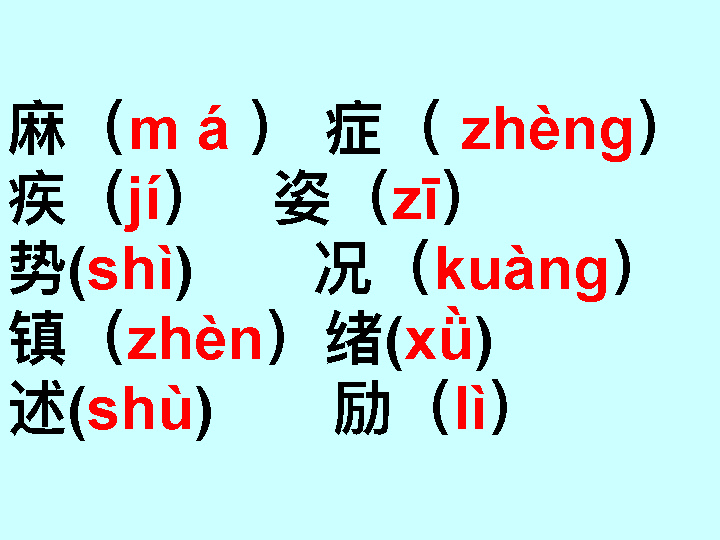 麻（m á ） 症（ zhèng）
疾（jí） 姿（zī）
势(shì) 况（kuàng）
镇（zhèn）绪(xǜ)
述(shù) 励（lì）